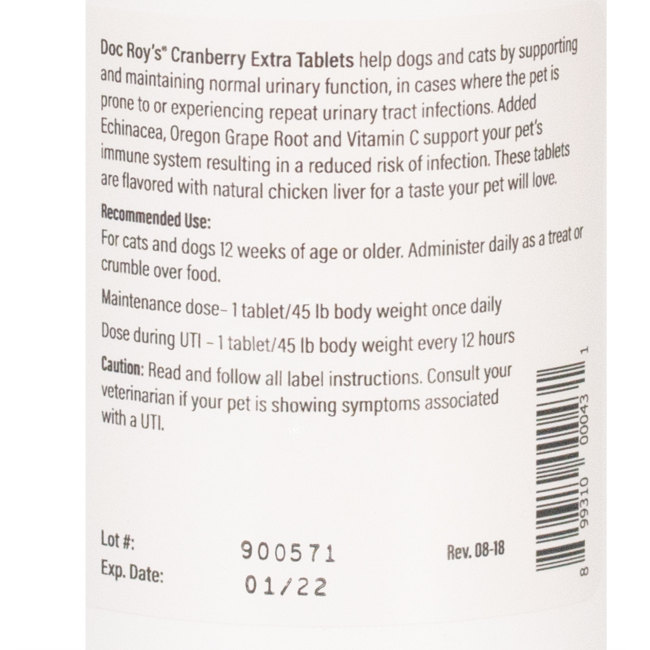 Doc Roy's® Cranberry Extra Tablets help dogs and cats by supporting
and maintaining normal urinary function, in cases where the pet is
prone to or experiencing repeat urinary tract infections. Added
Echinacea, Oregon Grape Root and Vitamin C support your pet's
immune system resulting in a reduced risk of infection. These tablets
are flavored with natural chicken liver for a taste your pet will love.
Recommended Use:
For cats and dogs 12 weeks of age or older. Administer daily as a treat or
crumble over food.
Maintenance dose– 1 tablet/45 lb body weight once daily
Dose during UTI – 1 tablet/45 lb body weight every 12 hours
Caution: Read and follow all label instructions. Consult your
veterinarian if your pet is showing symptoms associated
with a UTI.
8 99310 00043 1
Lot #: 900571
Rev. 08-18
Exp. Date: 01/22